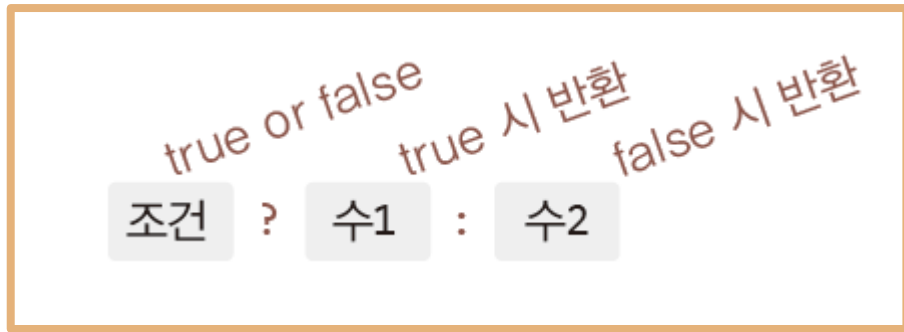 true or false
true 시 반환
false 시 반환
조건 ? 수1 : 수2